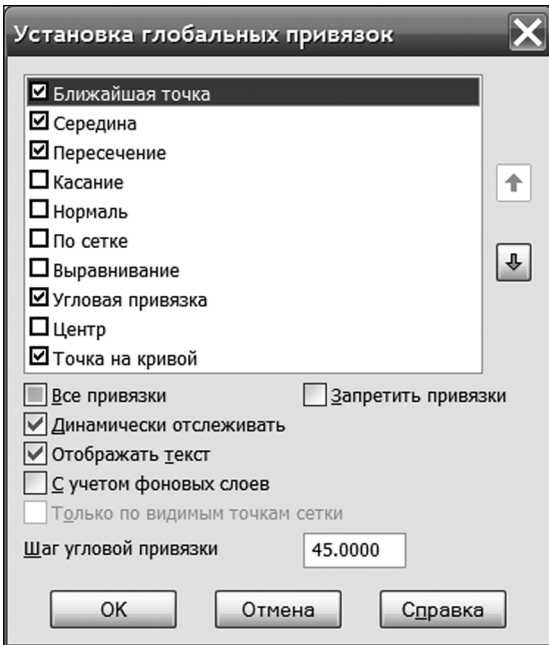 Установка глобальных привязок
Ближайшая точка
Середина
Пересечение
Касание
Нормаль
По сетке
Выравнивание
Угловая привязка
Центр
Точка на кривой
Все привязки
Запретить привязки
Динамически отслеживать
Отображать текст
С учетом фоновых слоев
Только по видимым точкам сетки
Шаг угловой привязки 45.0000
OK Отмена Справка